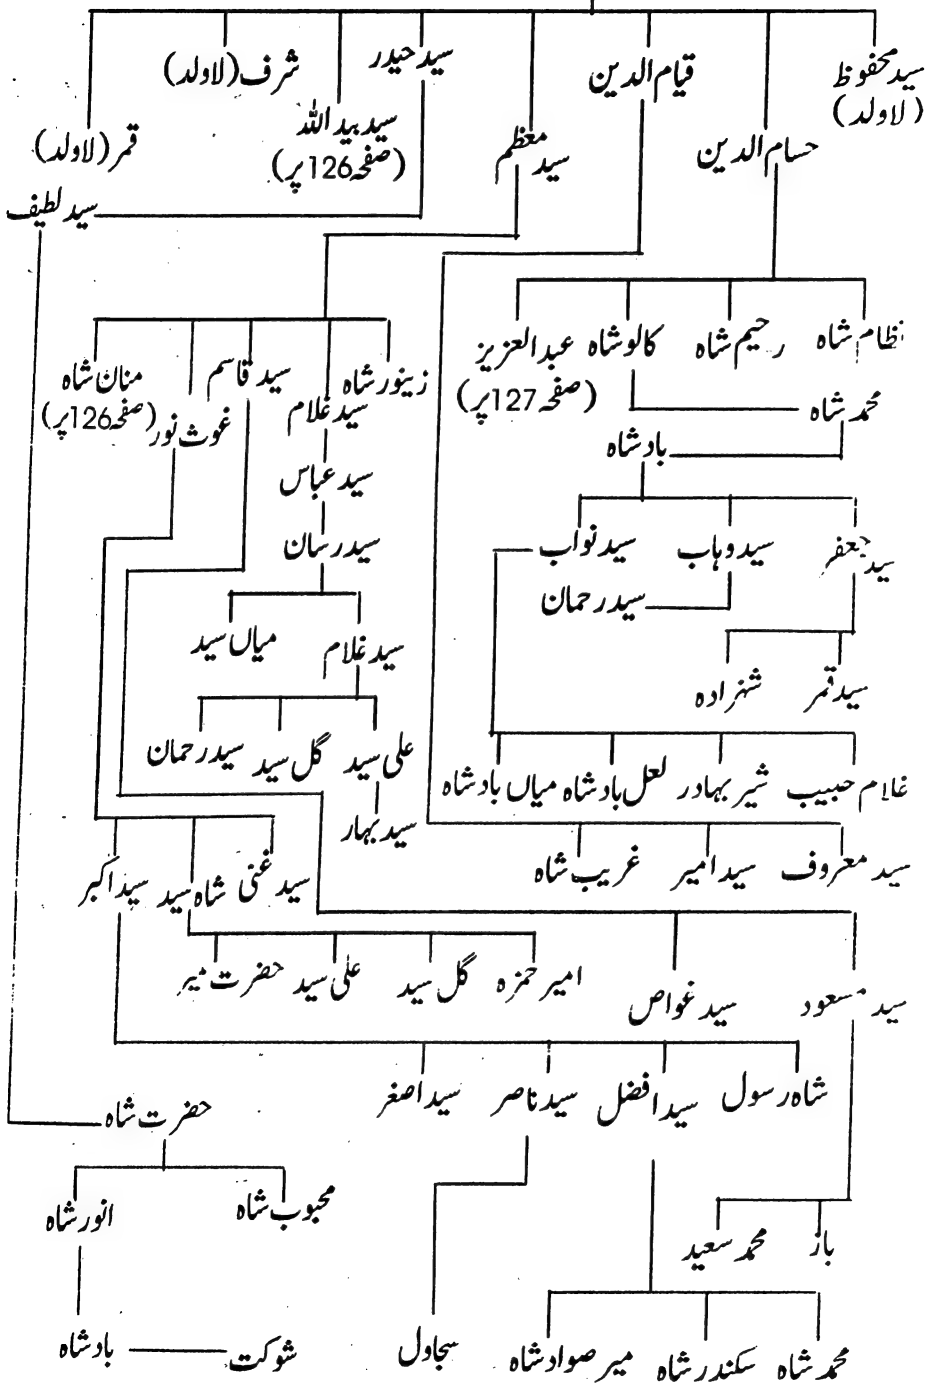 سید محفوظ
(لاولد)
حسام الدین
قیام الدین
سید معظم
سید حیدر
سید بید اللہ
(صفحہ 126 پر)
شرف (لاولد)
قمر (لاولد)
سید لطیف
نظام شاہ
رحیم شاہ
کالو شاہ
عبدالعزیز
(صفحہ 127 پر)
زینور شاہ
سید غلام
سید قاسم
غوث نور
منان شاہ
(صفحہ 126 پر)
محمد شاہ
بادشاہ
سید عباس
سید رسان
سید جعفر
سید وہاب
سید نواب
سید رحمان
سید غلام
میاں سید
سید قمر
شہزادہ
علی سید
گل سید
سید رحمان
غلام حبیب
شیر بہادر
لعل بادشاہ
میاں بادشاہ
سید بہار
سید معروف
سید امیر
غریب شاہ
سید غنی
شاہ سید
سید اکبر
امیر حمزہ
گل سید
علی سید
حضرت میر
سید مسعود
سید غواص
شاہ رسول
سید افضل
سید ناصر
سید اصغر
حضرت شاہ
محبوب شاہ
انور شاہ
باز
محمد سعید
محمد شاہ
سکندر شاہ
میر صواد شاہ
سجاول
شوکت
بادشاہ